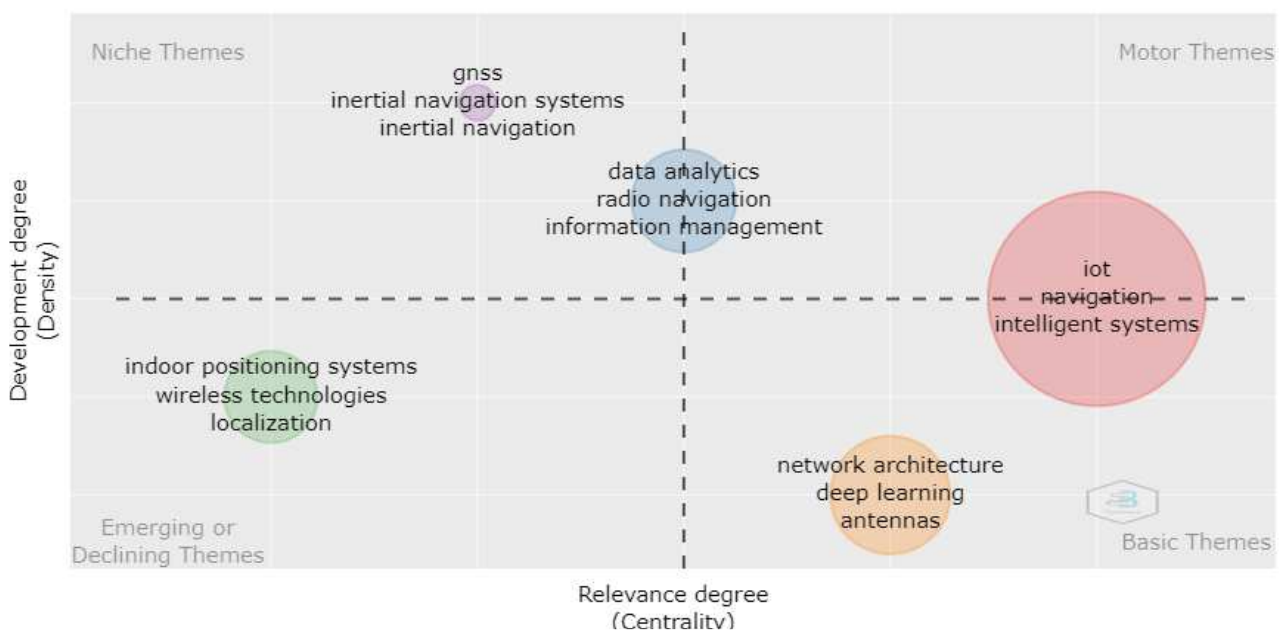 Niche Themes
Motor Themes
gnss
inertial navigation systems
inertial navigation
data analytics
radio navigation
information management
iot
navigation
intelligent systems
Development degree
(Density)
indoor positioning systems
wireless technologies
localization
network architecture
deep learning
antennas
Emerging or
Declining Themes
Basic Themes
Relevance degree
(Centrality)